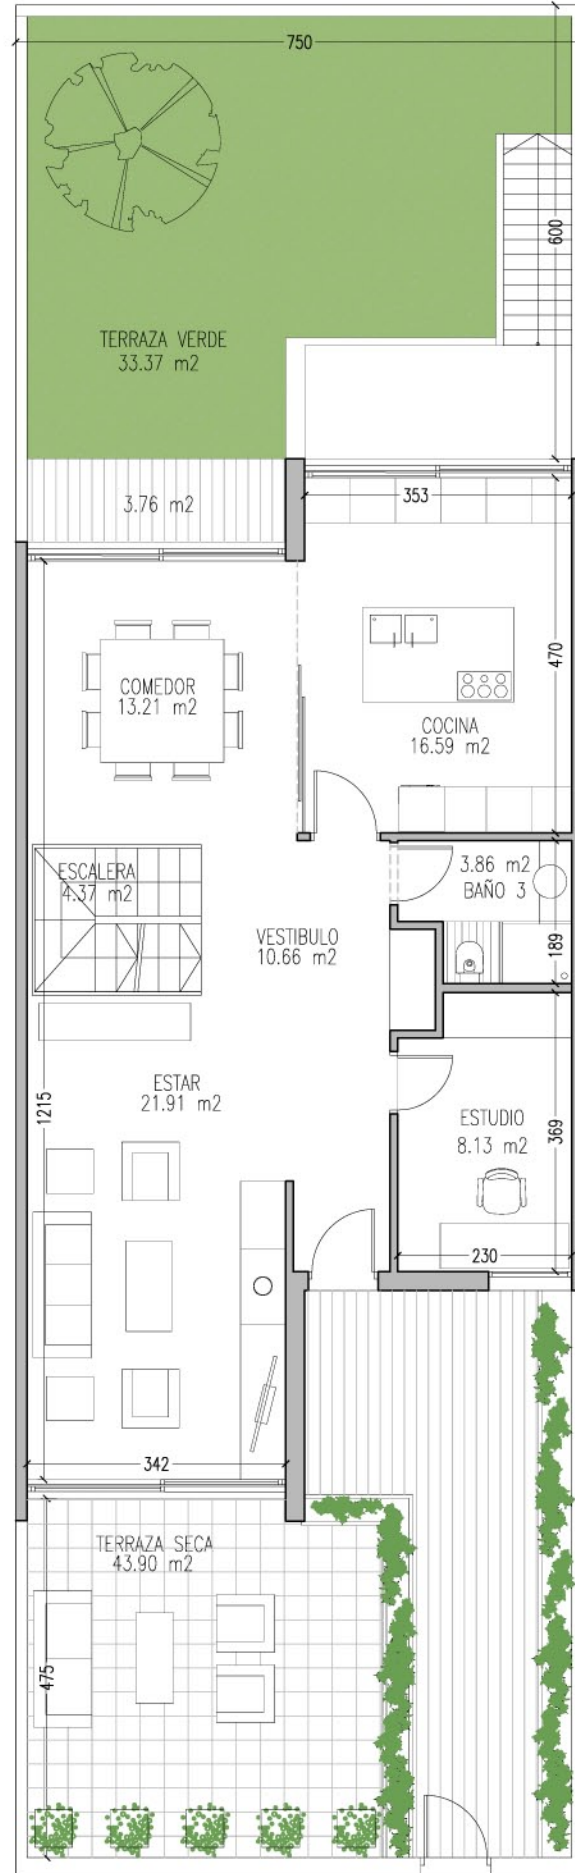 750
600
TERRAZA VERDE
33.37 m2
3.76 m2
353
470
COMEDOR
13.21 m2
COCINA
16.59 m2
ESCALERA
4.37 m2
3.86 m2
BAÑO 3
189
VESTIBULO
10.66 m2
ESTAR
21.91 m2
1215
ESTUDIO
8.13 m2
369
230
342
TERRAZA SECA
43.90 m2
475